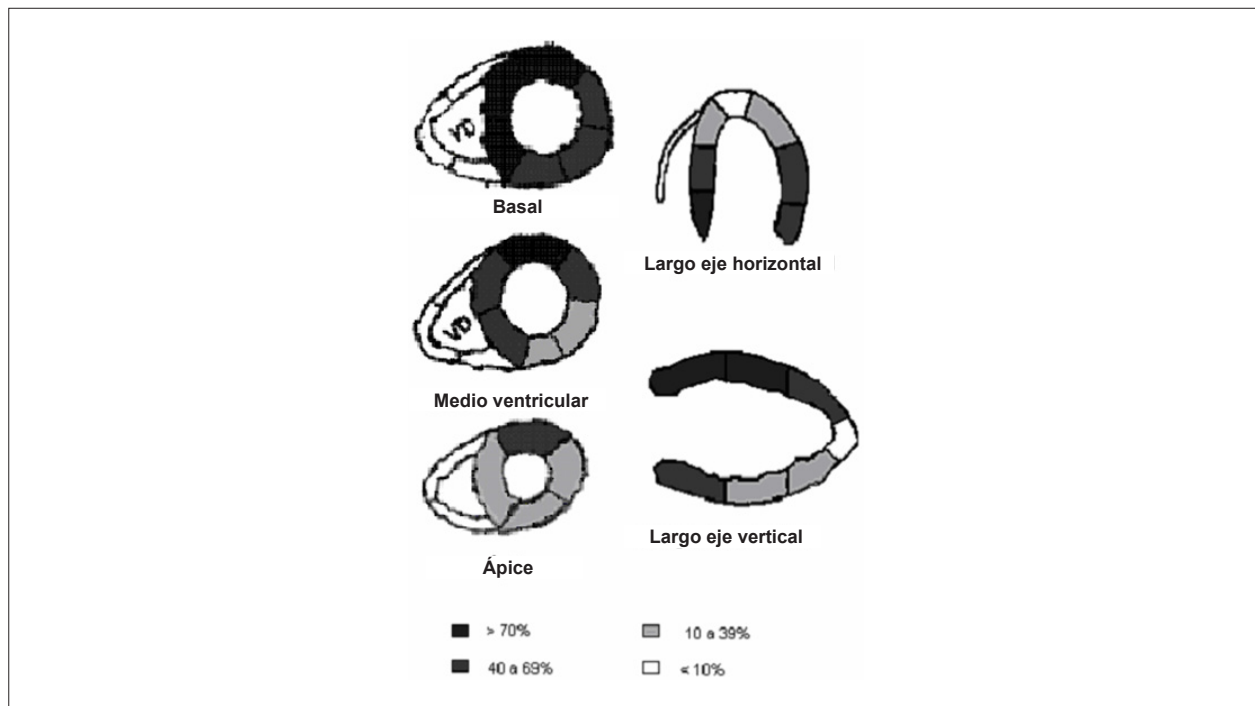 VD
Basal
Largo eje horizontal
VD
Medio ventricular
Largo eje vertical
Ápice
> 70%
10 a 39%
40 a 69%
< 10%